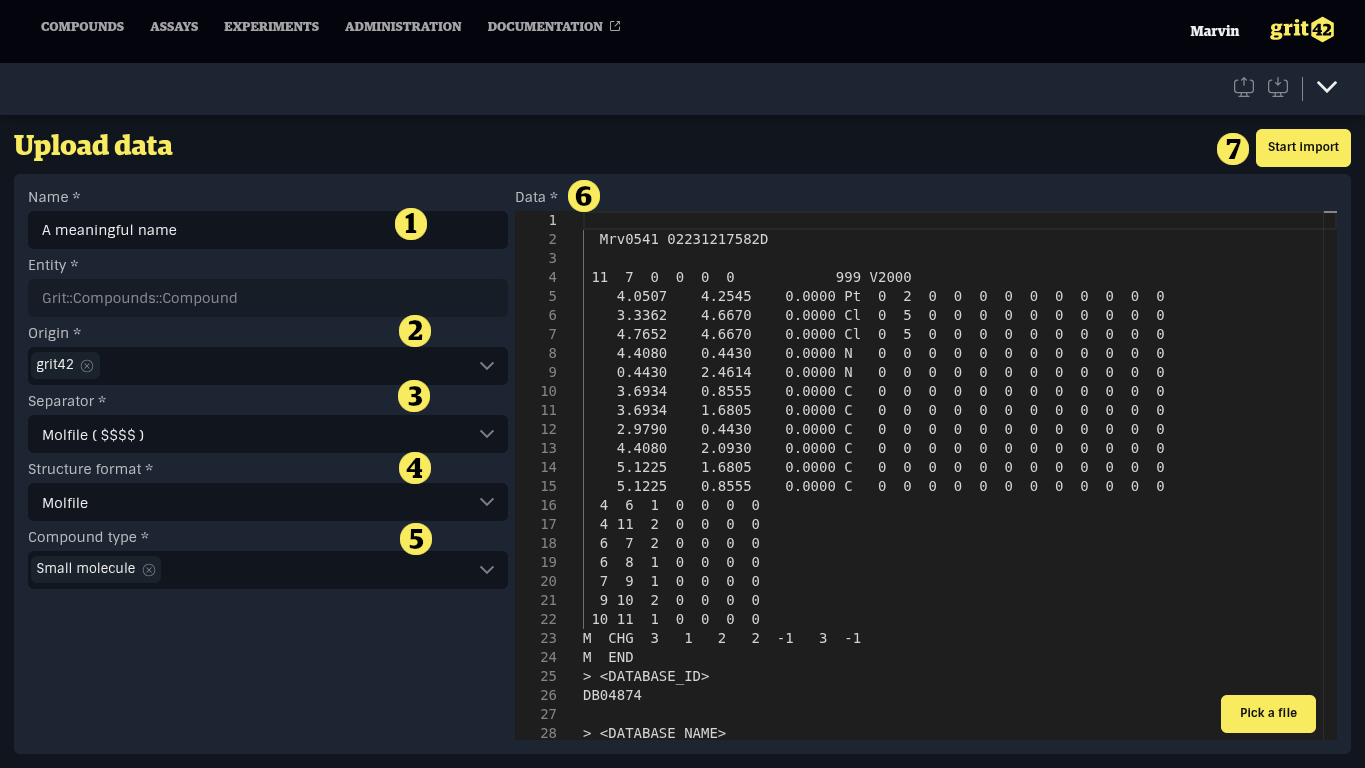 COMPOUNDS ASSAYS EXPERIMENTS ADMINISTRATION DOCUMENTATION Marvin grit42
Upload data 7 Start import
Name *
1
A meaningful name
Entity *
Grit::Compounds::Compound
Origin *
2
grit42
Separator *
3
Molfile ( $$$$ )
Structure format *
4
Molfile
Compound type *
5
Small molecule
Data * 6
1
2   Mrv0541 02231217582D
3
4  11  7  0  0  0  0            999 V2000
5     4.0507    4.2545    0.0000 Pt  0  2  0  0  0  0  0  0  0  0  0  0
6     3.3362    4.6670    0.0000 Cl  0  5  0  0  0  0  0  0  0  0  0  0
7     4.7652    4.6670    0.0000 Cl  0  5  0  0  0  0  0  0  0  0  0  0
8     4.4080    0.4430    0.0000 N   0  0  0  0  0  0  0  0  0  0  0  0
9     0.4430    2.4614    0.0000 N   0  0  0  0  0  0  0  0  0  0  0  0
10    3.6934    0.8555    0.0000 C   0  0  0  0  0  0  0  0  0  0  0  0
11    3.6934    1.6805    0.0000 C   0  0  0  0  0  0  0  0  0  0  0  0
12    2.9790    0.4430    0.0000 C   0  0  0  0  0  0  0  0  0  0  0  0
13    4.4080    2.0930    0.0000 C   0  0  0  0  0  0  0  0  0  0  0  0
14    5.1225    1.6805    0.0000 C   0  0  0  0  0  0  0  0  0  0  0  0
15    5.1225    0.8555    0.0000 C   0  0  0  0  0  0  0  0  0  0  0  0
16   4  6  1  0  0  0  0
17   4 11  2  0  0  0  0
18   6  7  2  0  0  0  0
19   6  8  1  0  0  0  0
20   7  9  1  0  0  0  0
21   9 10  2  0  0  0  0
22  10 11  1  0  0  0  0
23 M  CHG  3   1   2   2  -1   3  -1
24 M  END
25 > <DATABASE_ID>
26 DB04874
27
28 > <DATABASE_NAME>
Pick a file